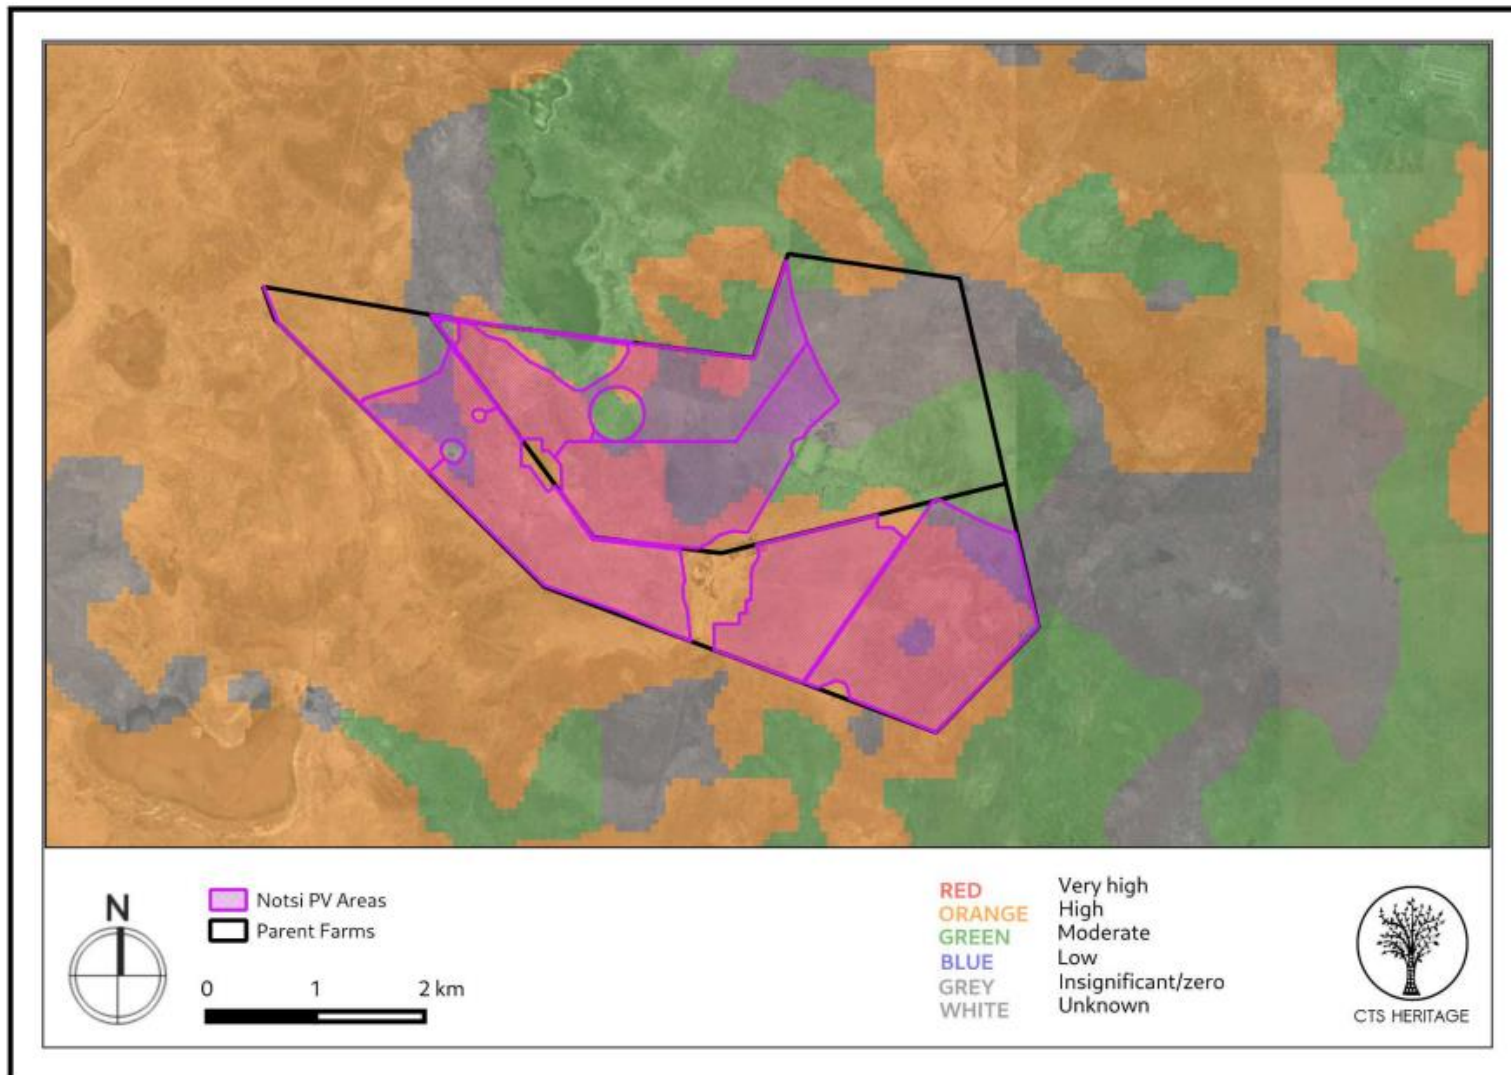 N
Notsi PV Areas
Parent Farms
0 1 2 km
RED Very high
ORANGE High
GREEN Moderate
BLUE Low
GREY Insignificant/zero
WHITE Unknown
CTS HERITAGE